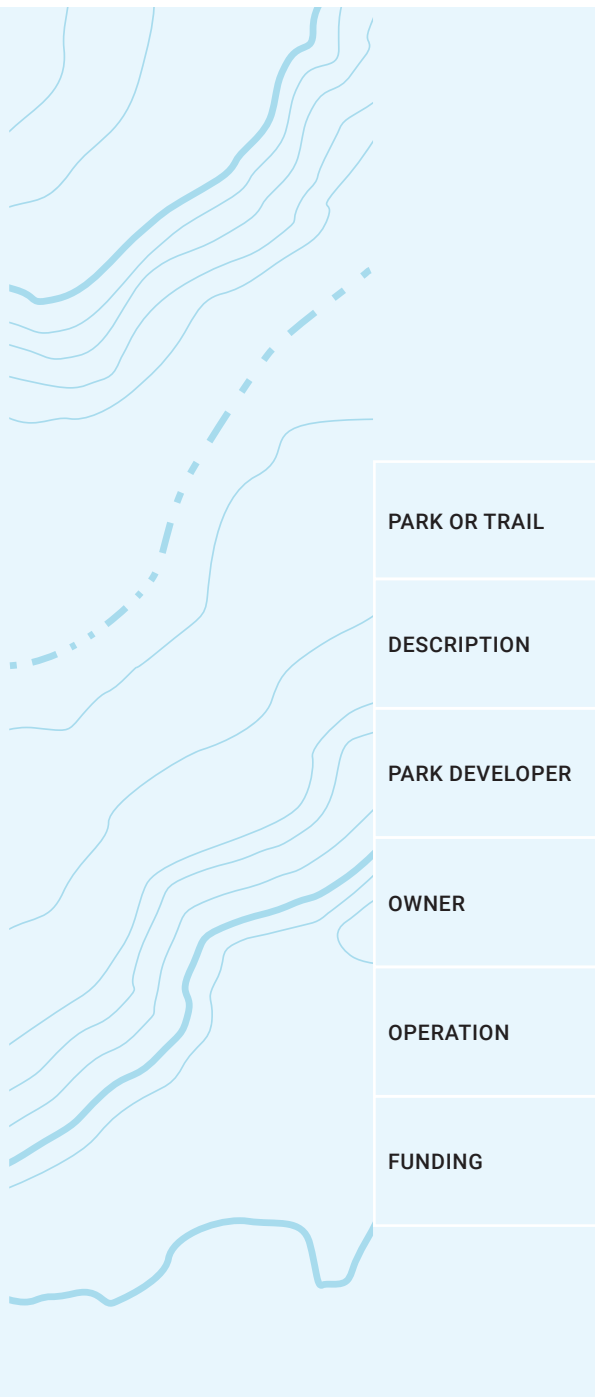 PARK OR TRAIL
DESCRIPTION
PARK DEVELOPER
OWNER
OPERATION
FUNDING